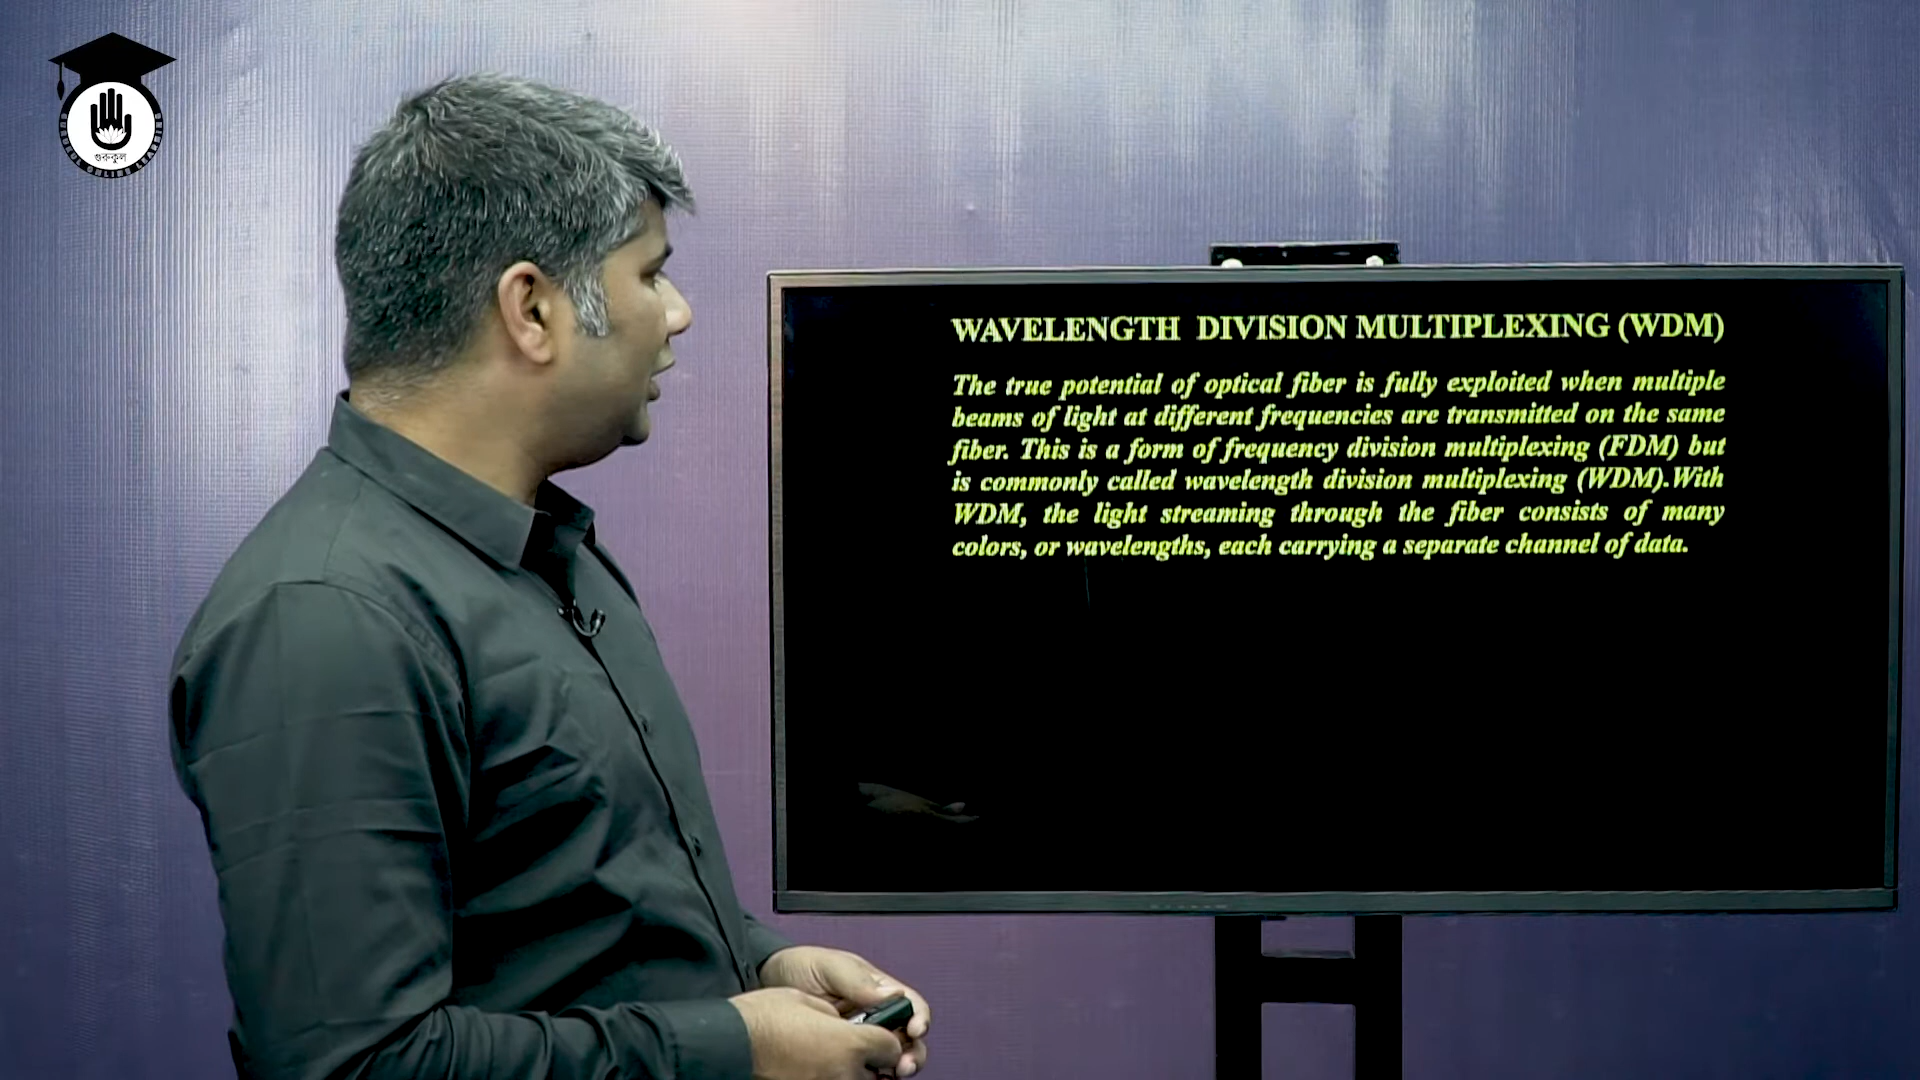 গুরুকুল
GURUKUL ONLINE LEARNING
WAVELENGTH DIVISION MULTIPLEXING (WDM)
The true potential of optical fiber is fully exploited when multiple
beams of light at different frequencies are transmitted on the same
fiber. This is a form of frequency division multiplexing (FDM) but
is commonly called wavelength division multiplexing (WDM).With
WDM, the light streaming through the fiber consists of many
colors, or wavelengths, each carrying a separate channel of data.